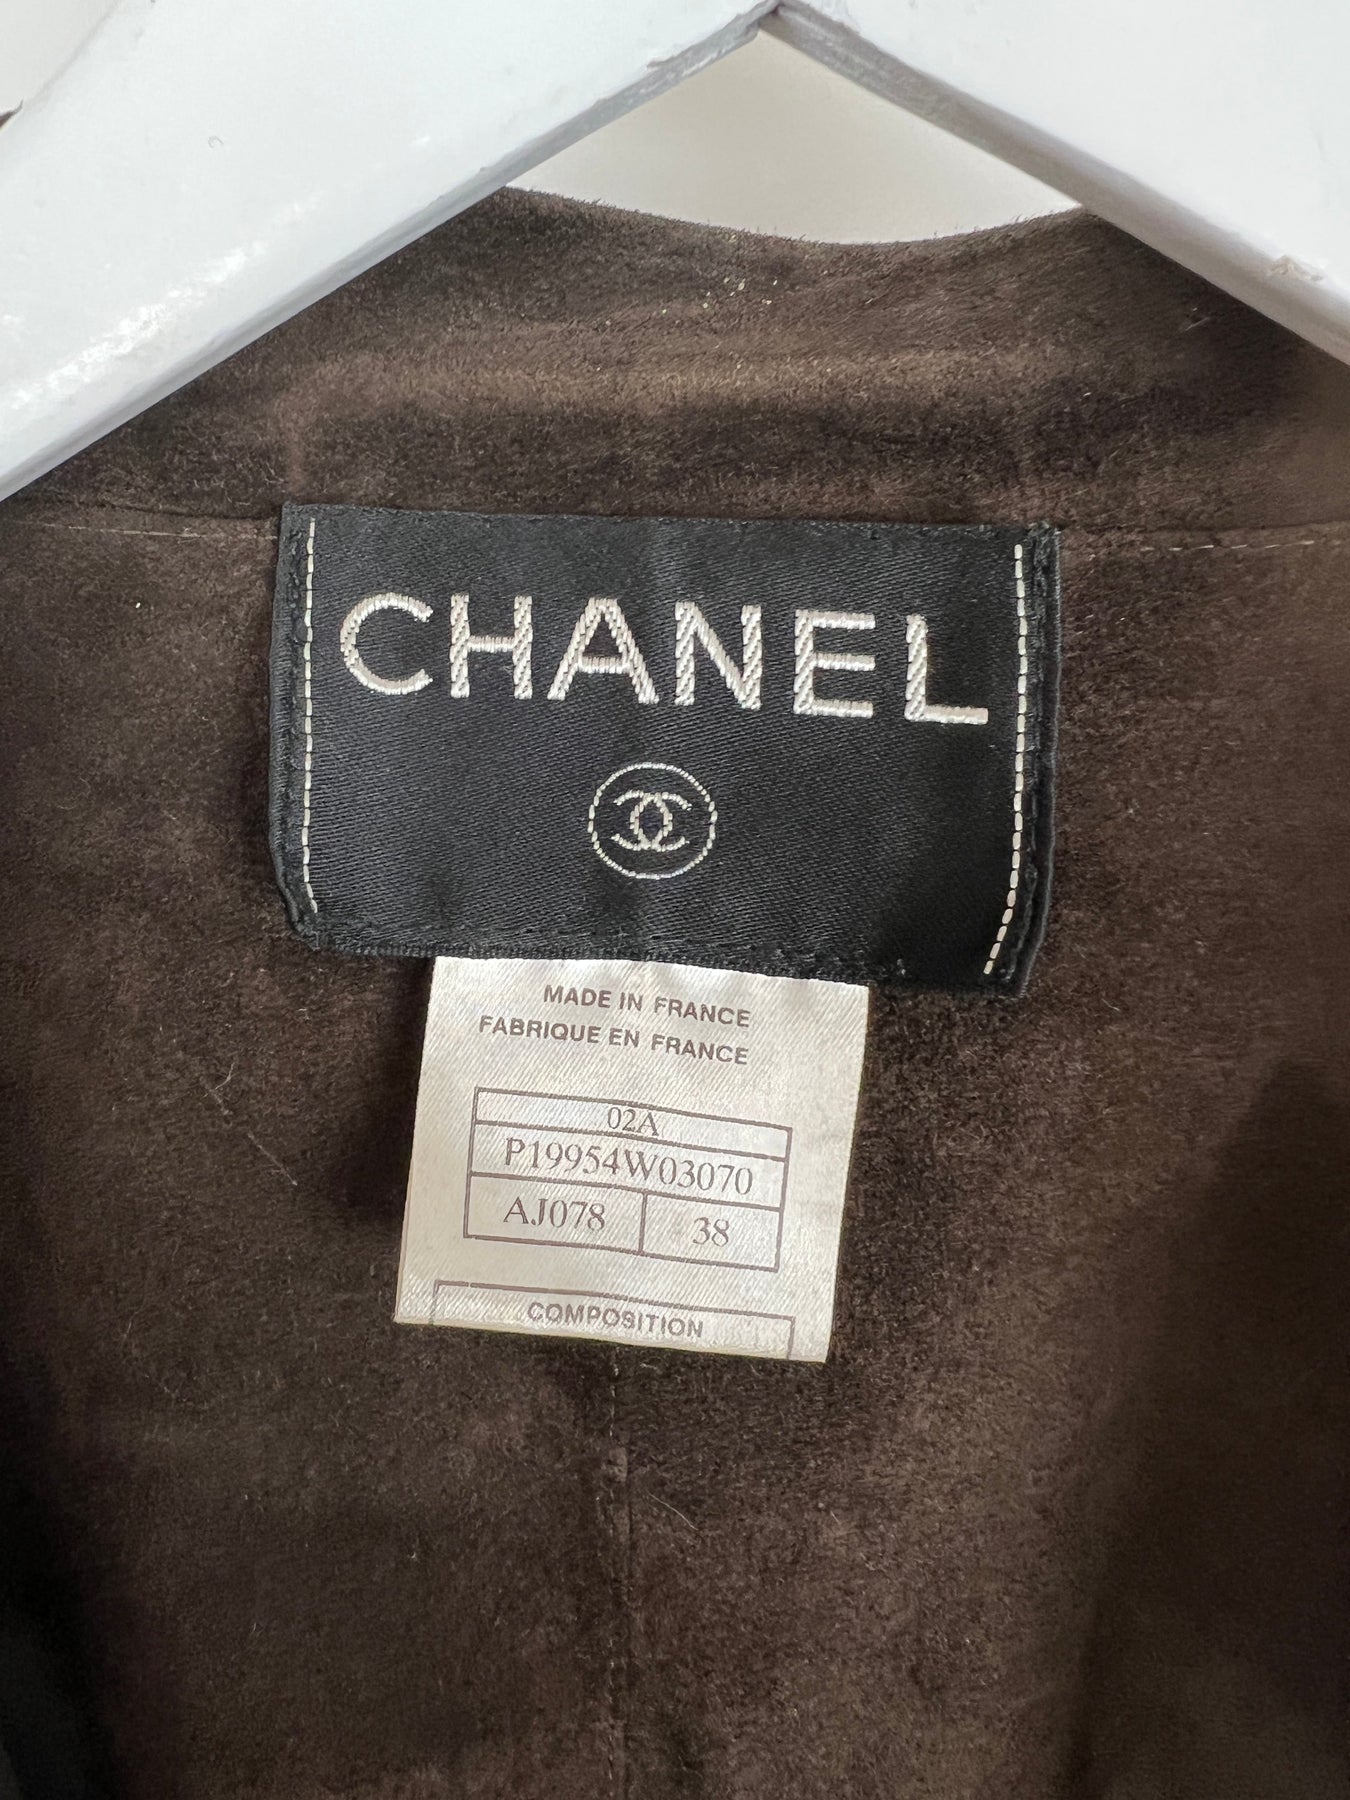 CHANEL
MADE IN FRANCE
FABRIQUE EN FRANCE
02A
P19954W03070
AJ078 38
COMPOSITION